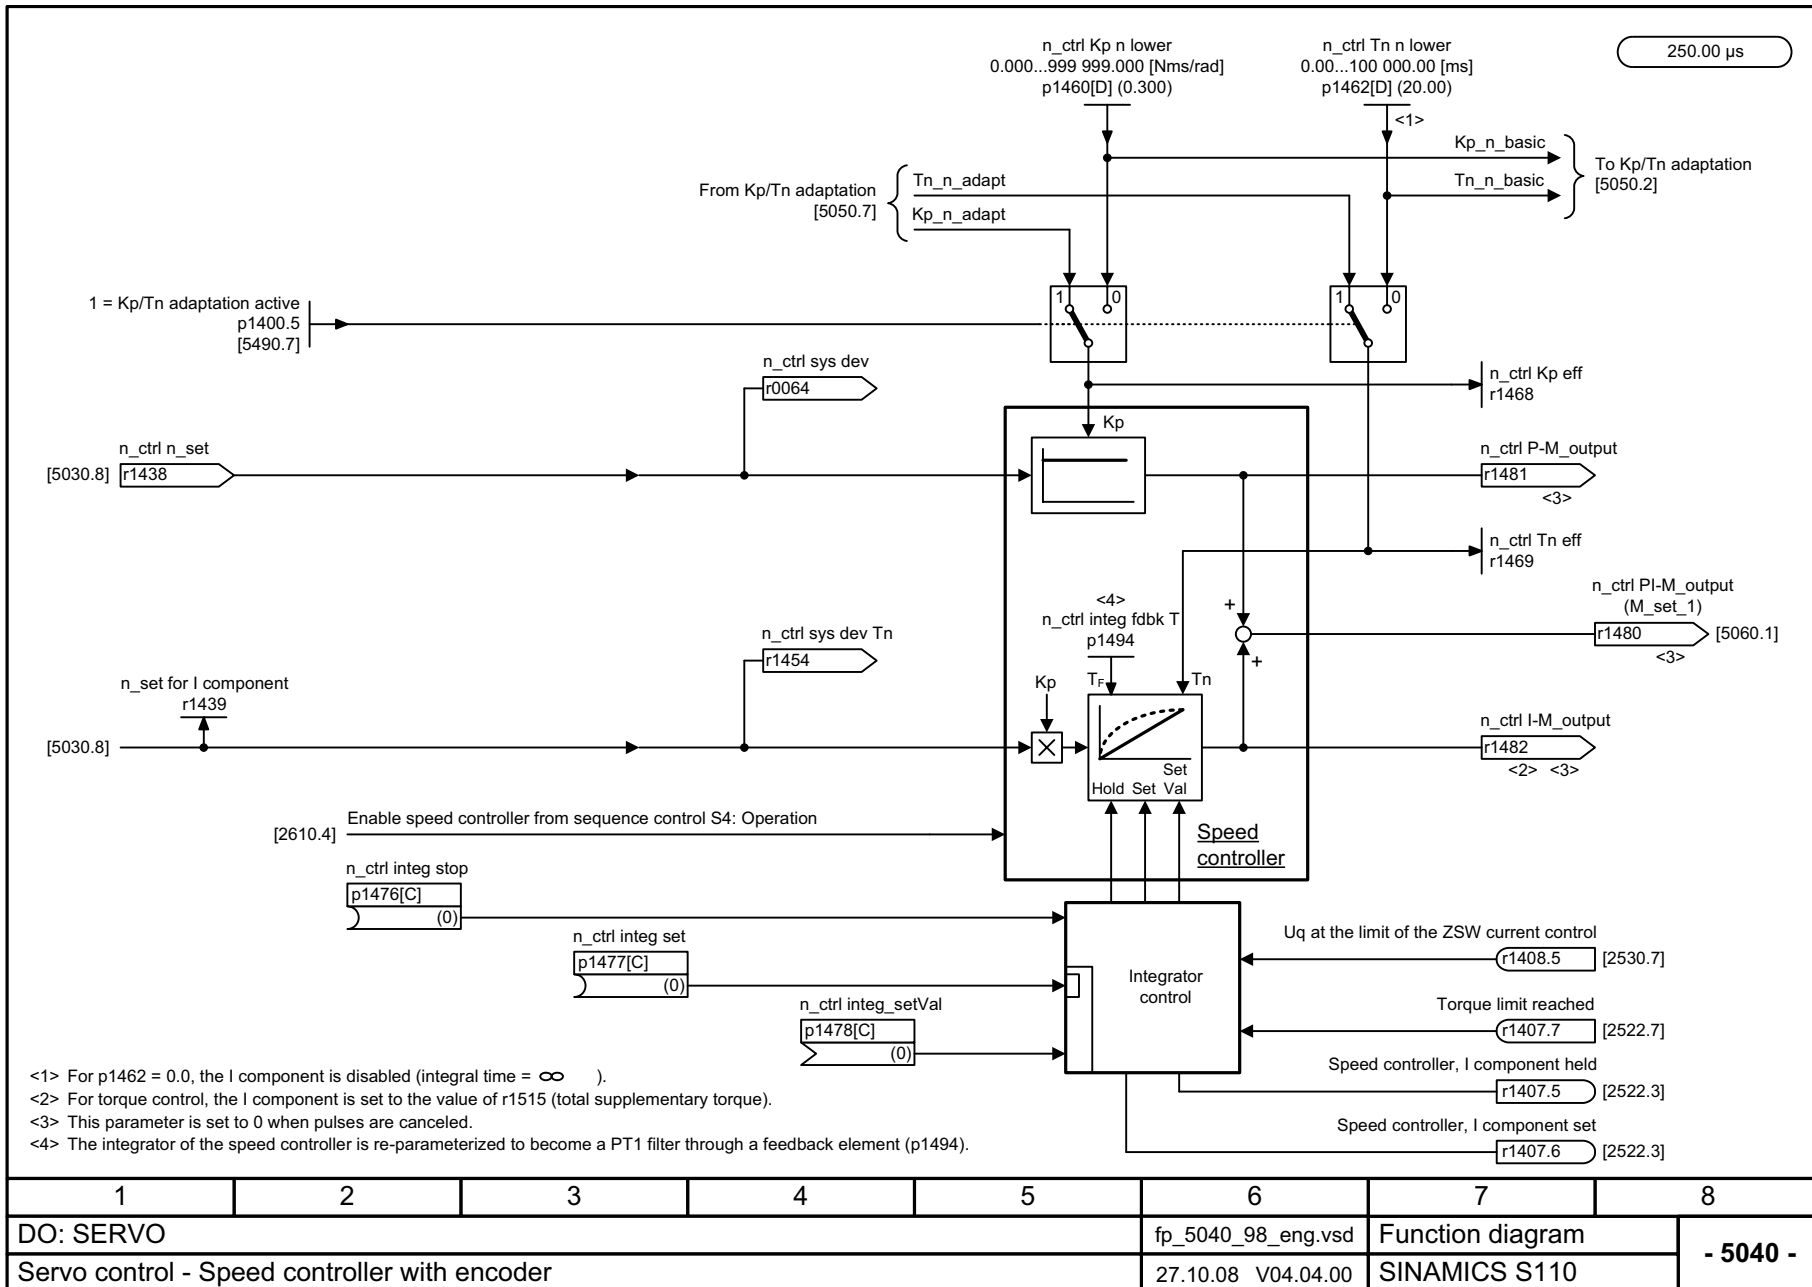 n_ctrl Kp n lower
0.000...999 999.000 [Nms/rad]
p1460[D] (0.300)
n_ctrl Tn n lower
0.00...100 000.00 [ms]
p1462[D] (20.00)
<1>
250.00 µs
Kp_n_basic
Tn_n_basic
To Kp/Tn adaptation
[5050.2]
From Kp/Tn adaptation
[5050.7]
Tn_n_adapt
Kp_n_adapt
1 0
1 0
1 = Kp/Tn adaptation active
p1400.5
[5490.7]
n_ctrl sys dev
r0064
n_ctrl Kp eff
r1468
Kp
n_ctrl n_set
[5030.8] r1438
n_ctrl P-M_output
r1481
<3>
n_ctrl Tn eff
r1469
<4>
n_ctrl integ fdbk T
p1494
+
+
n_ctrl PI-M_output
(M_set_1)
r1480 [5060.1]
<3>
n_ctrl sys dev Tn
r1454
n_set for I component
r1439
[5030.8]
Kp
TF
Tn
Set
Hold Set Val
n_ctrl I-M_output
r1482
<2> <3>
Enable speed controller from sequence control S4: Operation
[2610.4]
Speed
controller
n_ctrl integ stop
p1476[C]
(0)
n_ctrl integ set
p1477[C]
(0)
n_ctrl integ_setVal
p1478[C]
(0)
Integrator
control
Uq at the limit of the ZSW current control
r1408.5 [2530.7]
Torque limit reached
r1407.7 [2522.7]
Speed controller, I component held
r1407.5 [2522.3]
Speed controller, I component set
r1407.6 [2522.3]
<1> For p1462 = 0.0, the I component is disabled (integral time = ∞ ).
<2> For torque control, the I component is set to the value of r1515 (total supplementary torque).
<3> This parameter is set to 0 when pulses are canceled.
<4> The integrator of the speed controller is re-parameterized to become a PT1 filter through a feedback element (p1494).
1 2 3 4 5 6 7 8
DO: SERVO
fp_5040_98_eng.vsd
Function diagram
- 5040 -
Servo control - Speed controller with encoder
27.10.08 V04.04.00
SINAMICS S110